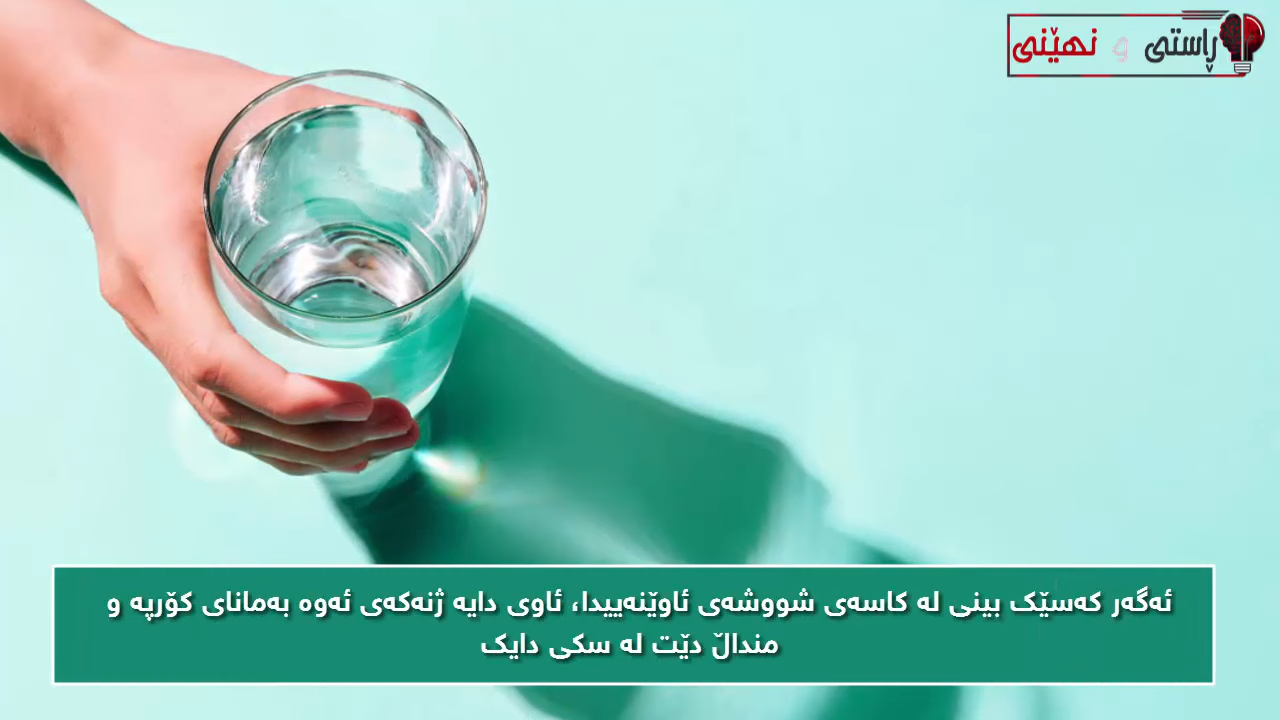 ڕاستی و نهێنی
ئەگەر کەسێک بینی لە کاسەی شووشەی ئاوێنەییدا، ئاوی دایە ژنەکەی ئەوە بەمانای کۆرپە و
منداڵ دێت لە سکی دایک